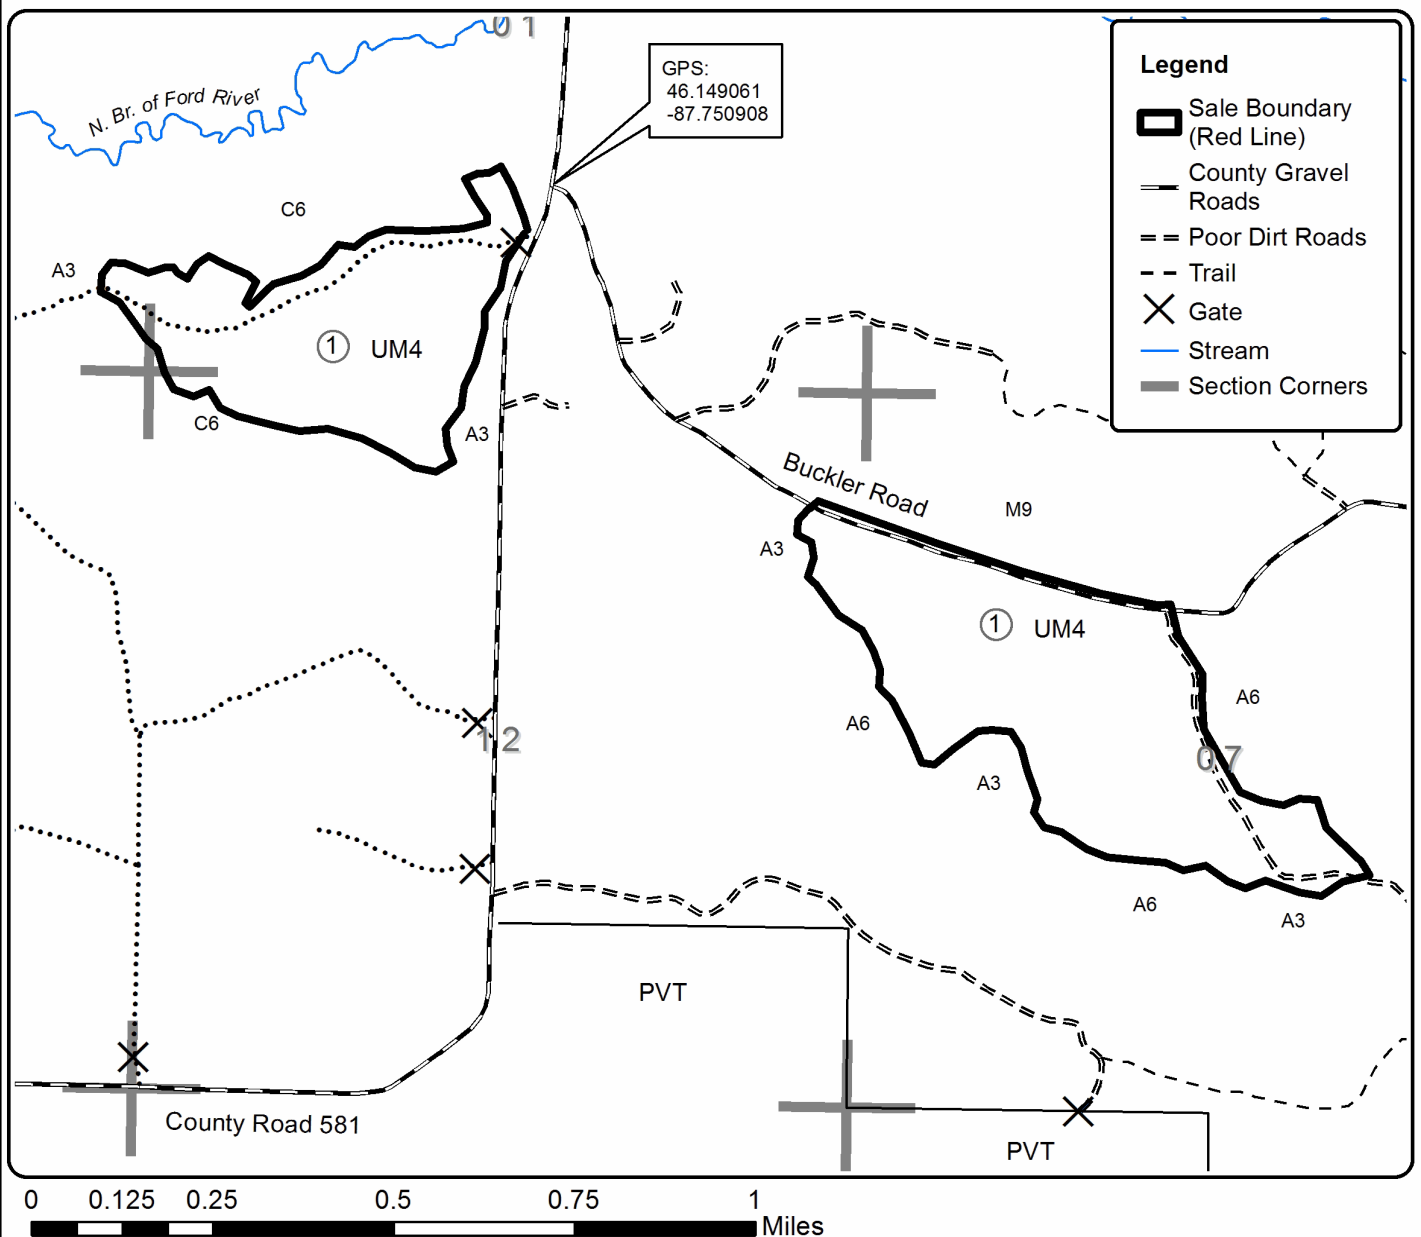 01
GPS:
46.149061
-87.750908
N. Br. of Ford River
C6
A3
1 UM4
C6
A3
Legend
Sale Boundary
(Red Line)
County Gravel
Roads
Poor Dirt Roads
Trail
Gate
Stream
Section Corners
Buckler Road
M9
A3
1 UM4
A6
A6
12
07
A3
A6
A3
PVT
County Road 581
PVT
0 0.125 0.25 0.5 0.75 1
Miles